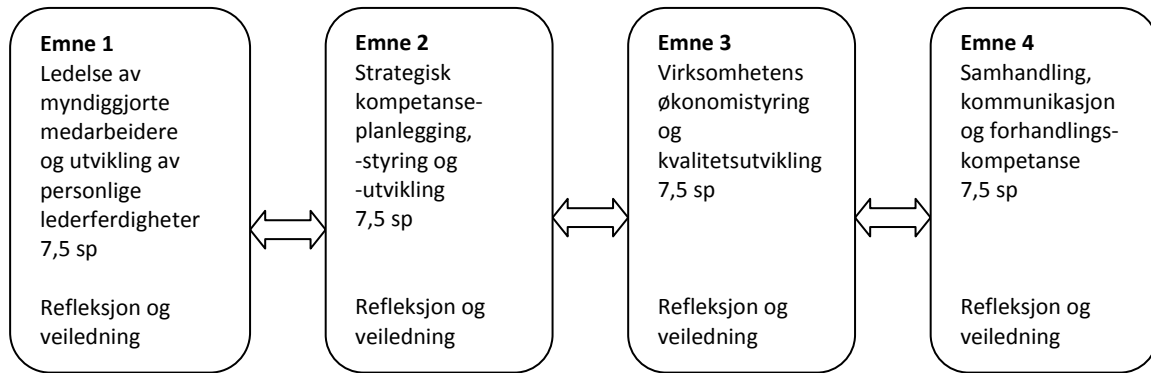 Emne 1
Ledelse av
myndiggjorte
medarbeidere
og utvikling av
personlige
lederferdigheter
7,5 sp
Refleksjon og
veiledning
Emne 2
Strategisk
kompetanse-
planlegging,
-styring og
-utvikling
7,5 sp
Refleksjon og
veiledning
Emne 3
Virksomhetens
økonomistyring
og
kvalitetsutvikling
7,5 sp
Refleksjon og
veiledning
Emne 4
Samhandling,
kommunikasjon
og forhandlings-
kompetanse
7,5 sp
Refleksjon og
veiledning